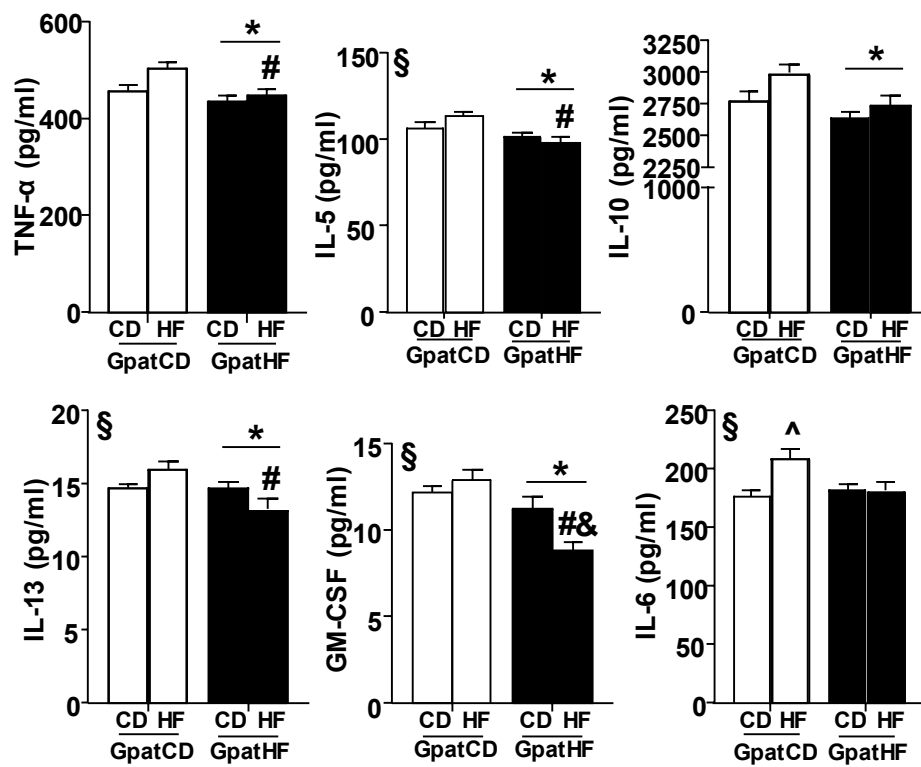 600
400
200
0
TNF-α (pg/ml)
*
#
CD HF CD HF
GpatCD GpatHF
150
100
50
0
IL-5 (pg/ml)
§
*
#
CD HF CD HF
GpatCD GpatHF
3250
3000
2750
2500
2250
1000
0
IL-10 (pg/ml)
*
CD HF CD HF
GpatCD GpatHF
20
15
10
5
0
IL-13 (pg/ml)
§
*
#
CD HF CD HF
GpatCD GpatHF
15
10
5
0
GM-CSF (pg/ml)
§
*
#&
CD HF CD HF
GpatCD GpatHF
250
200
150
100
50
0
IL-6 (pg/ml)
§
^
CD HF CD HF
GpatCD GpatHF